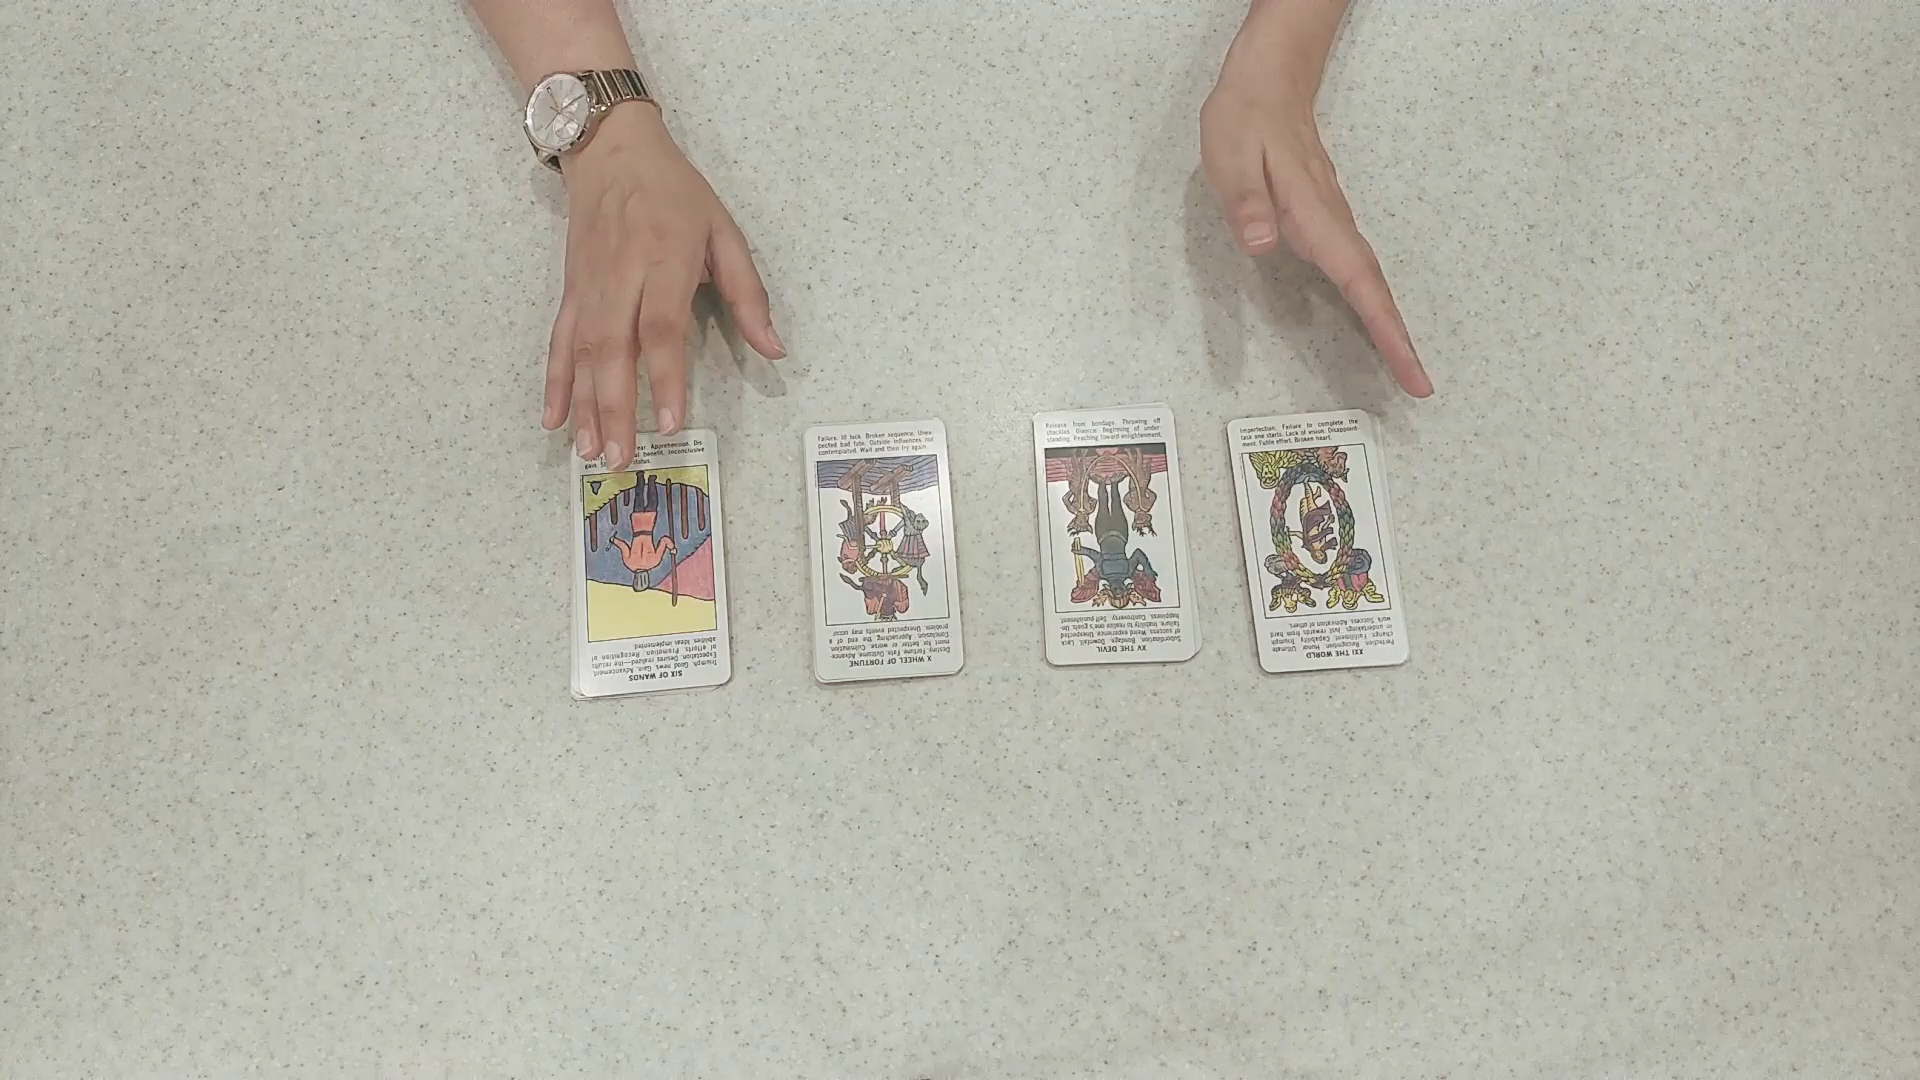 Apprehension. Dis-
benefit. Inconclusive
gain. status.
SIX OF WANDS
Triumph. Good news. Gain. Advancement.
Expectation. Desires realized—the results
of efforts. Promotion. Recognition of
abilities. Ideas implemented
Failure. Ill luck. Broken sequence. Unex-
pected bad fate. Outside influences not
contemplated. Wait and then try again.
X WHEEL OF FORTUNE
Destiny. Fortune. Fate. Outcome. Advance-
ment for better or worse. Culmination.
Conclusion. Approaching the end of a
problem. Unexpected events may occur
Release from bondage. Throwing off
shackles. Divorce. Beginning of under-
standing. Reaching toward enlightenment.
XV THE DEVIL
Subordination. Bondage. Downfall. Lack
of success. Weird experience. Unexpected
failure. Inability to realize one's goals. Un-
happiness. Controversy. Self punishment.
Imperfection. Failure to complete the
task one starts. Lack of vision. Disappoint
ment. Futile effort. Broken heart.
XXI THE WORLD
Perfection. Recognition. Honor. Ultimate
change. Fulfillment. Capability. Triumph
in undertakings. Just rewards from hard
work. Success. Admiration of others.